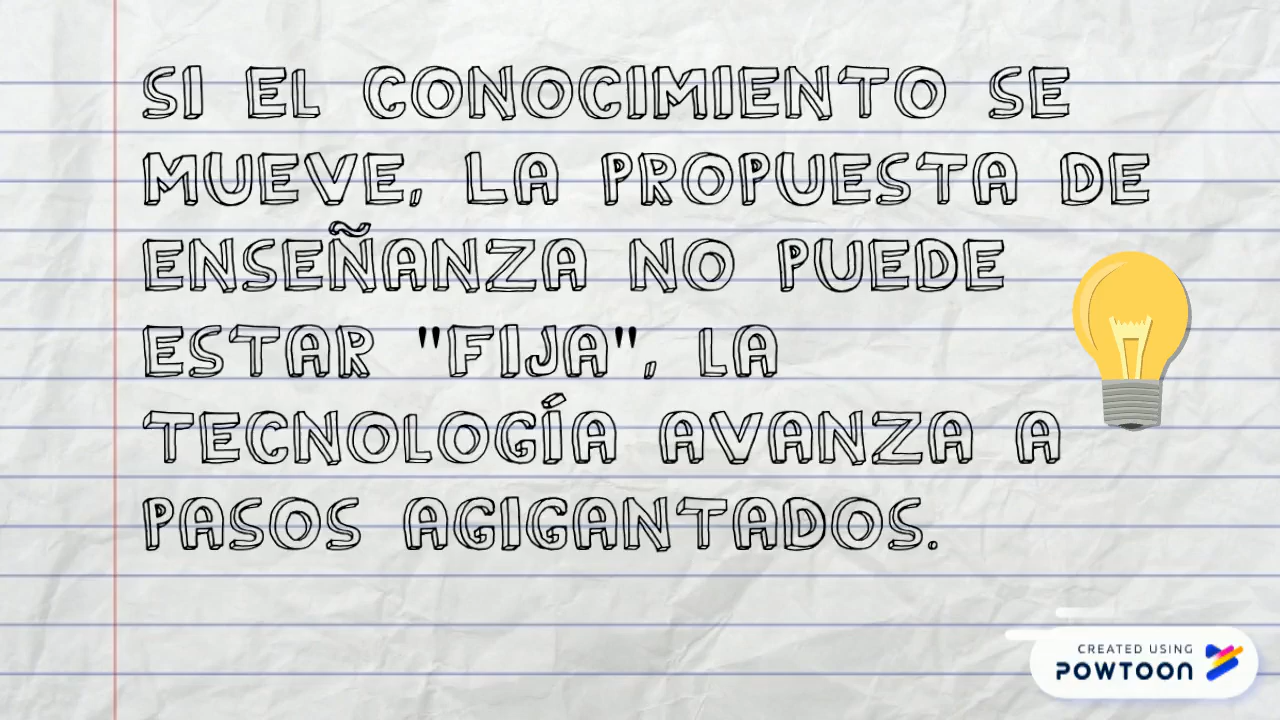 SI EL CONOCIMIENTO SE
MUEVE, LA PROPUESTA DE
ENSEÑANZA NO PUEDE
ESTAR "FIJA", LA
TECNOLOGÍA AVANZA A
PASOS AGIGANTADOS.
CREATED USING
POWTOON